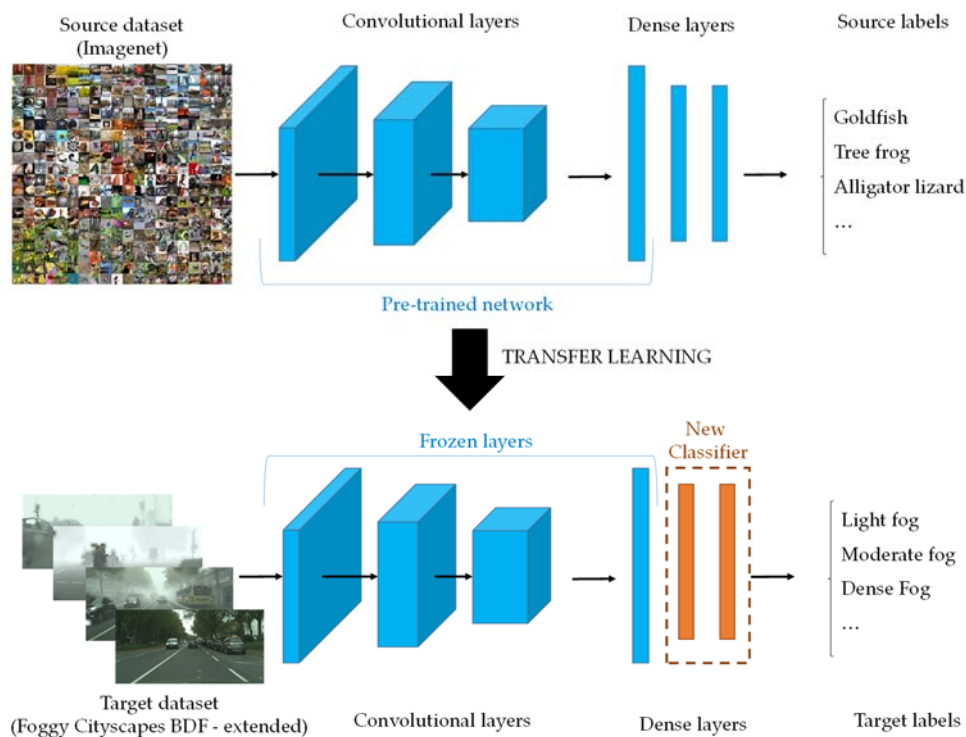 Source dataset
(Imagenet)
Convolutional layers
Dense layers
Source labels
Goldfish
Tree frog
Alligator lizard
...
Pre-trained network
TRANSFER LEARNING
Frozen layers
New
Classifier
Light fog
Moderate fog
Dense Fog
...
Target dataset
(Foggy Cityscapes BDF - extended)
Convolutional layers
Dense layers
Target labels